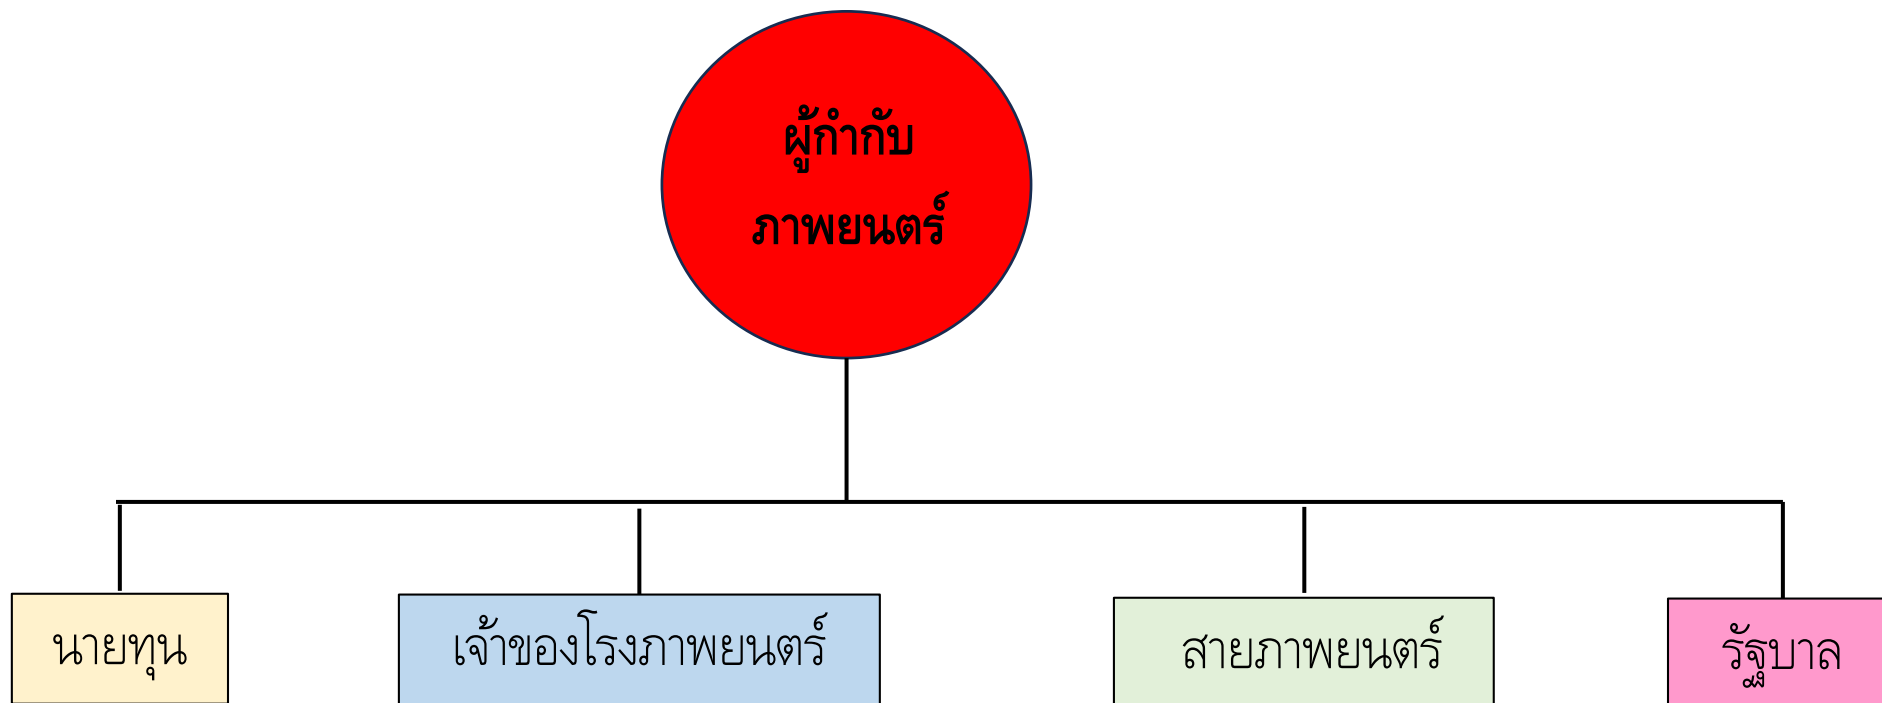 ผู้กำกับ
ภาพยนตร์
นายทุน
เจ้าของโรงภาพยนตร์
สายภาพยนตร์
รัฐบาล